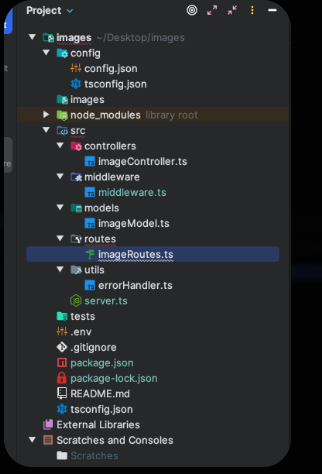 Project
images ~/Desktop/images
config
config.json
tsconfig.json
images
node_modules library root
src
controllers
imageController.ts
middleware
middleware.ts
models
imageModel.ts
routes
imageRoutes.ts
utils
errorHandler.ts
server.ts
tests
.env
.gitignore
package.json
package-lock.json
README.md
tsconfig.json
External Libraries
Scratches and Consoles
Scratches